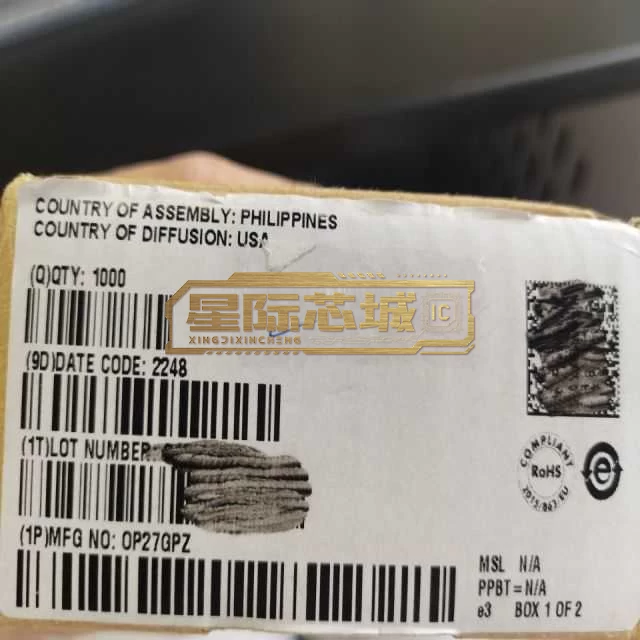 COUNTRY OF ASSEMBLY: PHILIPPINES
COUNTRY OF DIFFUSION: USA
(Q)QTY: 1000
星际芯城 IC
XINGJIXINCHENG
(9D)DATE CODE: 2248
(1T)LOT NUMBER
(1P)MFG NO: OP27GPZ
COMPLIANT
RoHS
2015/863/EU
e
MSL N/A
PPBT = N/A
e3 BOX 1 OF 2